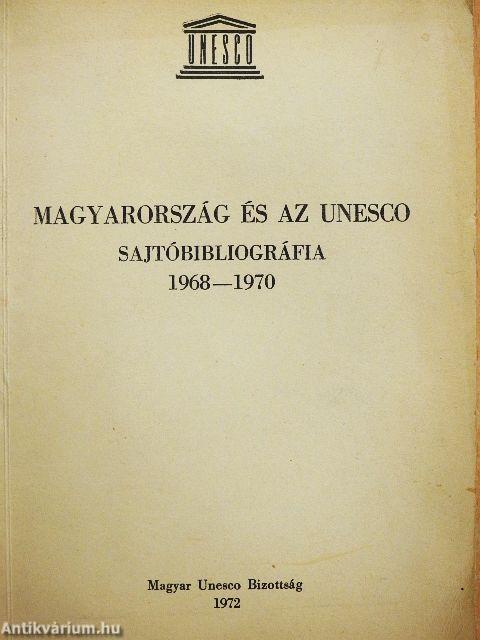 UNESCO
MAGYARORSZÁG ÉS AZ UNESCO
SAJTÓBIBLIOGRÁFIA
1968—1970
Magyar Unesco Bizottság
1972
Antikvárium.hu